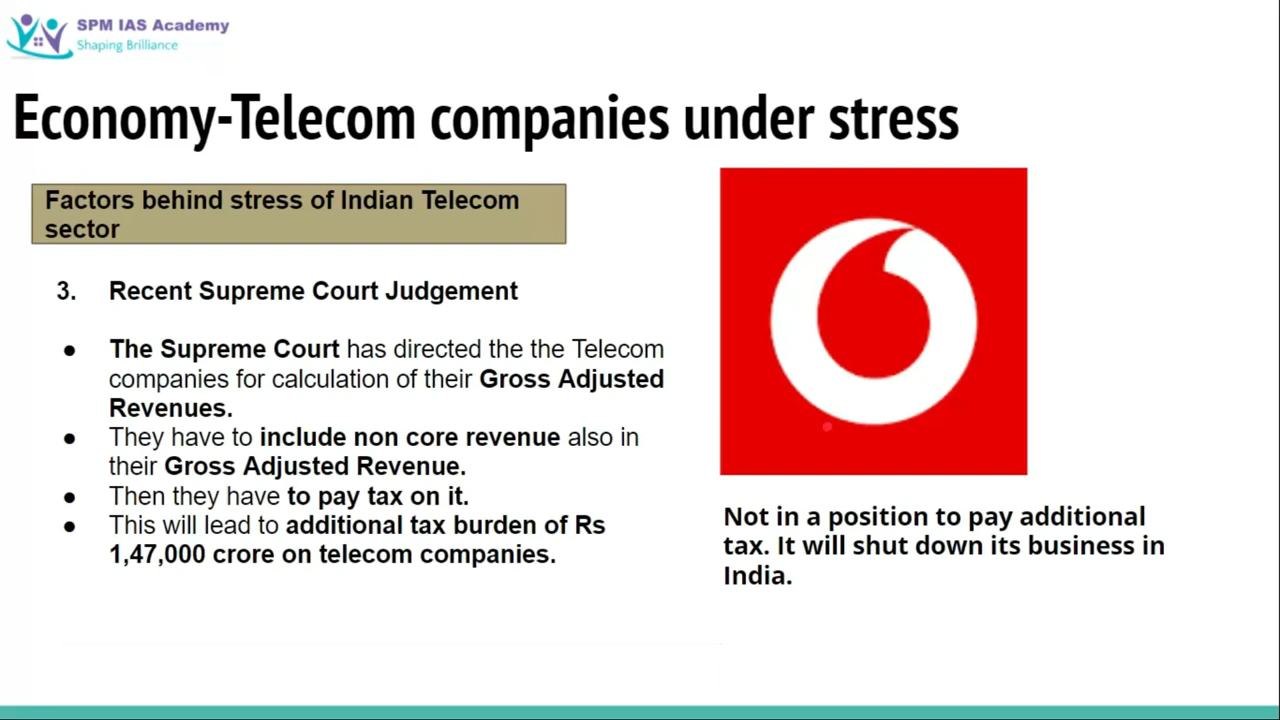 SPM IAS Academy
Shaping Brilliance
Economy-Telecom companies under stress
Factors behind stress of Indian Telecom
sector
3. Recent Supreme Court Judgement
● The Supreme Court has directed the the Telecom
companies for calculation of their Gross Adjusted
Revenues.
● They have to include non core revenue also in
their Gross Adjusted Revenue.
● Then they have to pay tax on it.
● This will lead to additional tax burden of Rs
1,47,000 crore on telecom companies.
Not in a position to pay additional
tax. It will shut down its business in
India.